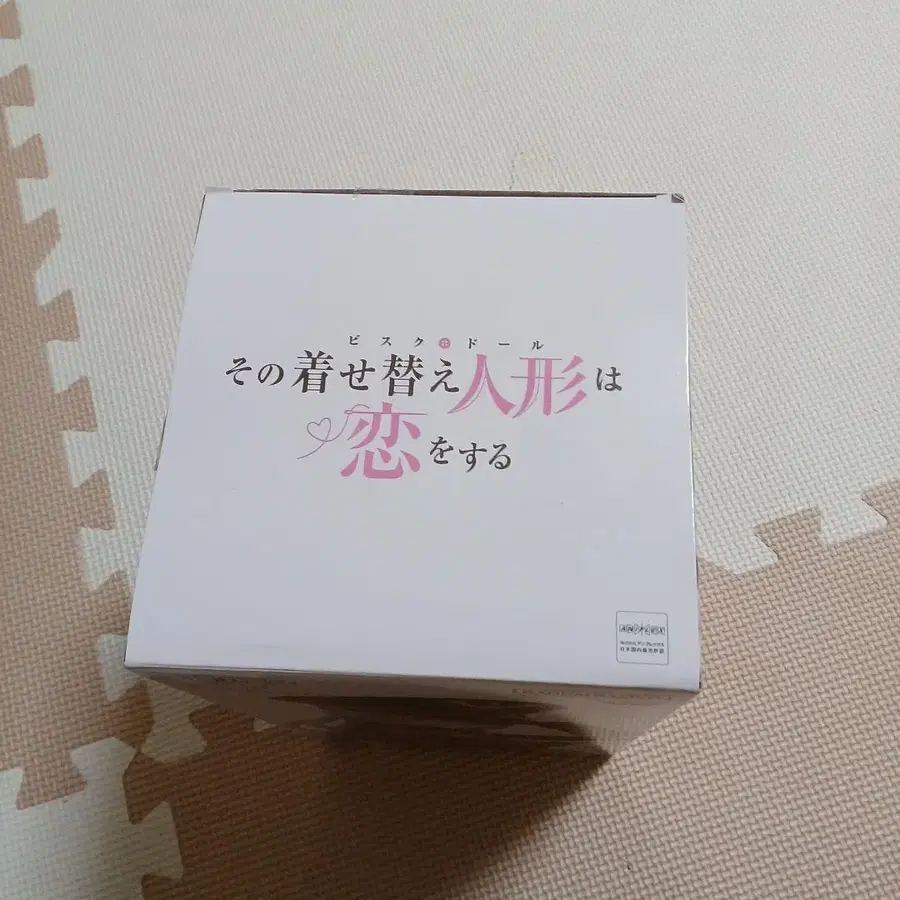 ビスク ドール
その着せ替え人形は
恋をする